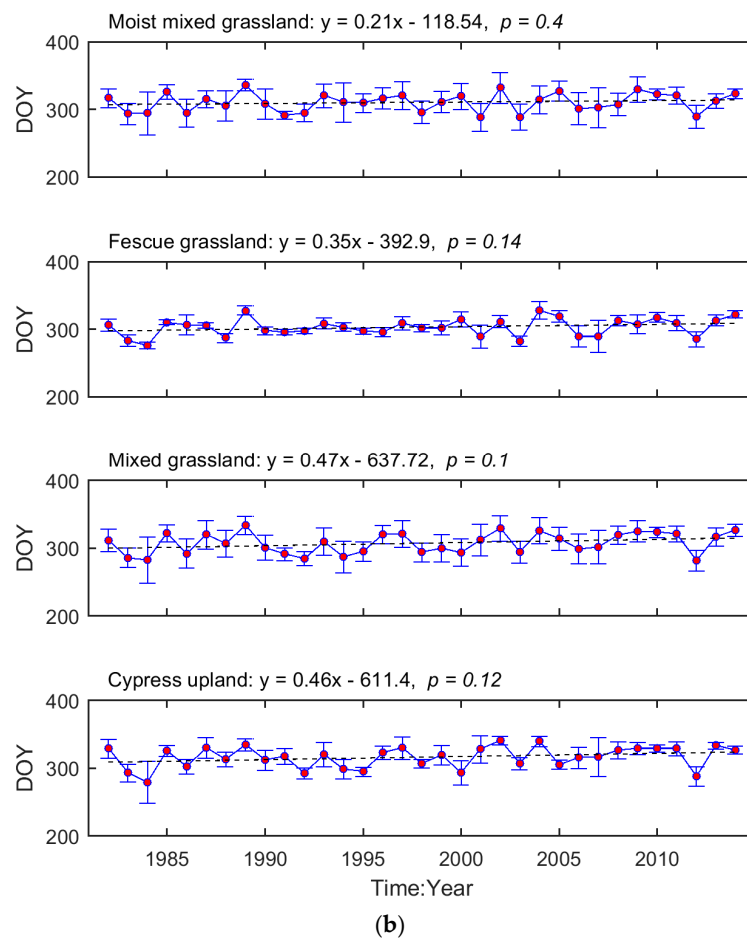 Moist mixed grassland: y = 0.21x - 118.54, p = 0.4
400
300
200
DOY
Fescue grassland: y = 0.35x - 392.9, p = 0.14
400
300
200
DOY
Mixed grassland: y = 0.47x - 637.72, p = 0.1
400
300
200
DOY
Cypress upland: y = 0.46x - 611.4, p = 0.12
400
300
200
DOY
1985 1990 1995 2000 2005 2010
Time:Year
(b)